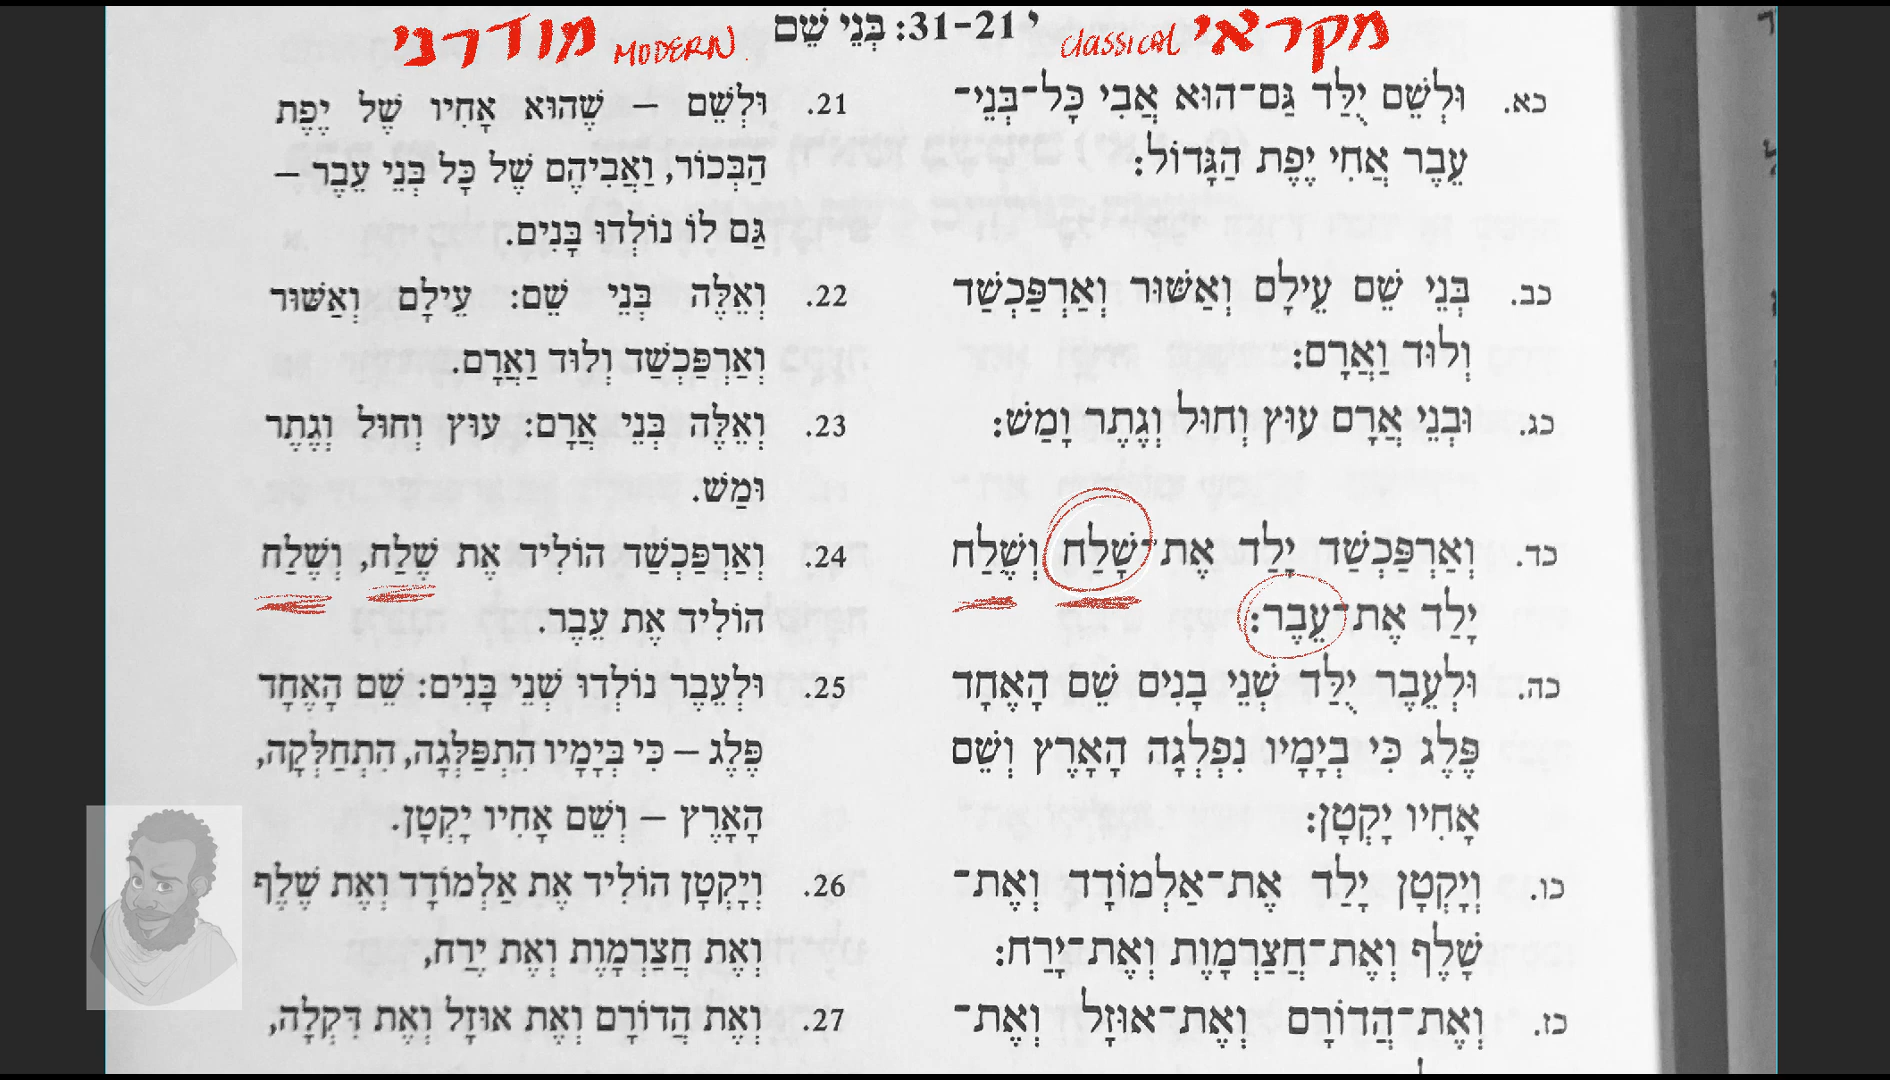 מקראי classical י 21-31: בְּנֵי שֵׁם MODERN מודרני
כא. וּלְשֵׁם יֻלַּד גַּם־הוּא אֲבִי כָּל־בְּנֵי־
עֵבֶר אֲחִי יֶפֶת הַגָּדוֹל:
כב. בְּנֵי שֵׁם עֵילָם וְאַשּׁוּר וְאַרְפַּכְשַׁד
וְלוּד וַאֲרָם:
כג. וּבְנֵי אֲרָם עוּץ וְחוּל וְגֶתֶר וָמַשׁ:
כד. וְאַרְפַּכְשַׁד יָלַד אֶת־שָׁלַח וְשֶׁלַח
יָלַד אֶת־עֵבֶר:
כה. וּלְעֵבֶר יֻלַּד שְׁנֵי בָנִים שֵׁם הָאֶחָד
פֶּלֶג כִּי בְיָמָיו נִפְלְגָה הָאָרֶץ וְשֵׁם
אָחִיו יָקְטָן:
כו. וְיָקְטָן יָלַד אֶת־אַלְמוֹדָד וְאֶת־
שָׁלֶף וְאֶת־חֲצַרְמָוֶת וְאֶת־יָרַח:
כז. וְאֶת־הֲדוֹרָם וְאֶת־אוּזָל וְאֶת־
21. וּלְשֵׁם – שֶׁהוּא אָחִיו שֶׁל יֶפֶת
הַבְּכוֹר, וַאֲבִיהֶם שֶׁל כָּל בְּנֵי עֵבֶר –
גַּם לוֹ נוֹלְדוּ בָּנִים.
22. וְאֵלֶּה בְּנֵי שֵׁם: עֵילָם וְאַשּׁוּר
וְאַרְפַּכְשַׁד וְלוּד וַאֲרָם.
23. וְאֵלֶּה בְּנֵי אֲרָם: עוּץ וְחוּל וְגֶתֶר
וּמַשׁ.
24. וְאַרְפַּכְשַׁד הוֹלִיד אֶת שֶׁלַח, וְשֶׁלַח
הוֹלִיד אֶת עֵבֶר.
25. וּלְעֵבֶר נוֹלְדוּ שְׁנֵי בָּנִים: שֵׁם הָאֶחָד
פֶּלֶג – כִּי בְּיָמָיו הִתְפַּלְּגָה, הִתְחַלְּקָה,
הָאָרֶץ – וְשֵׁם אָחִיו יָקְטָן.
26. וְיָקְטָן הוֹלִיד אֶת אַלְמוֹדָד וְאֶת שֶׁלֶף
וְאֶת חֲצַרְמָוֶת וְאֶת יֶרַח,
27. וְאֶת הֲדוֹרָם וְאֶת אוּזָל וְאֶת דִּקְלָה,